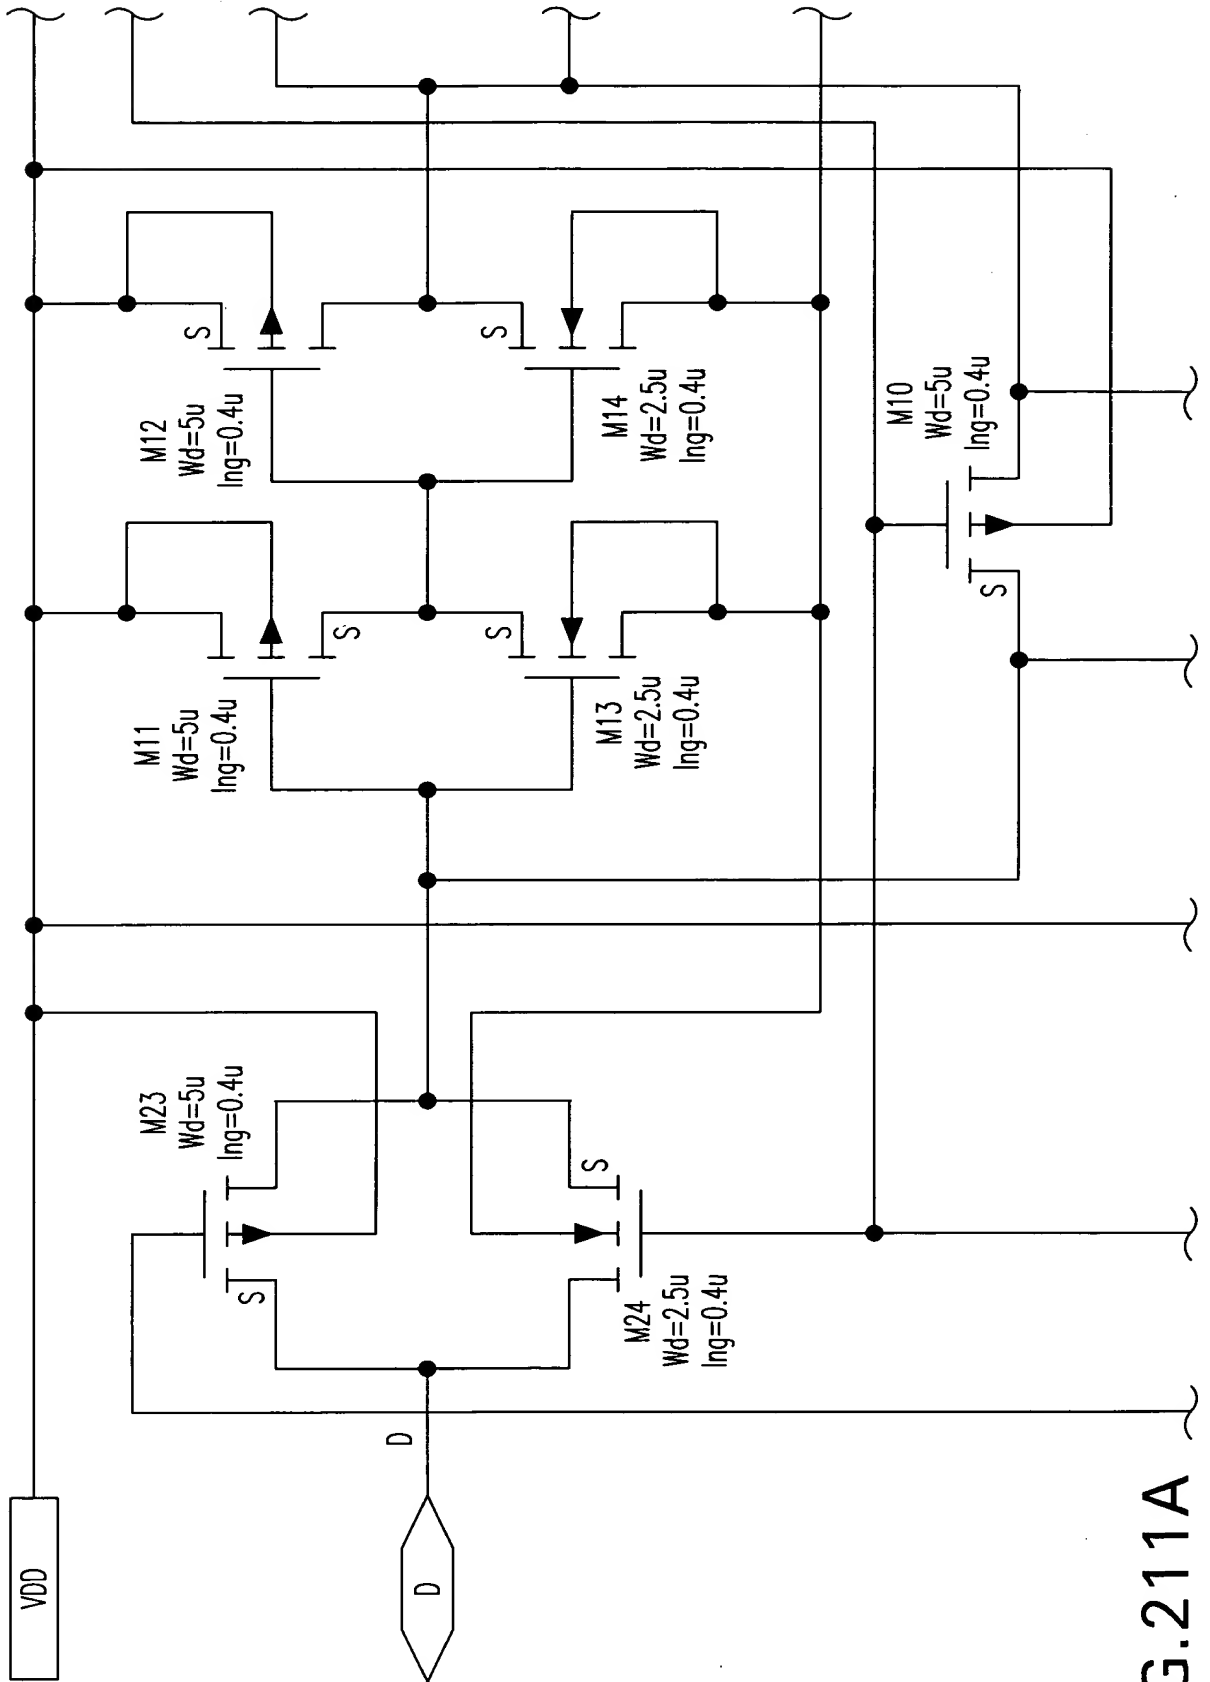 VDD
D
D
M23
Wd=5u
lng=0.4u
S
M24
Wd=2.5u
lng=0.4u
S
M11
Wd=5u
lng=0.4u
S
M13
Wd=2.5u
lng=0.4u
S
M12
Wd=5u
lng=0.4u
S
M14
Wd=2.5u
lng=0.4u
S
M10
Wd=5u
lng=0.4u
S
G.211A